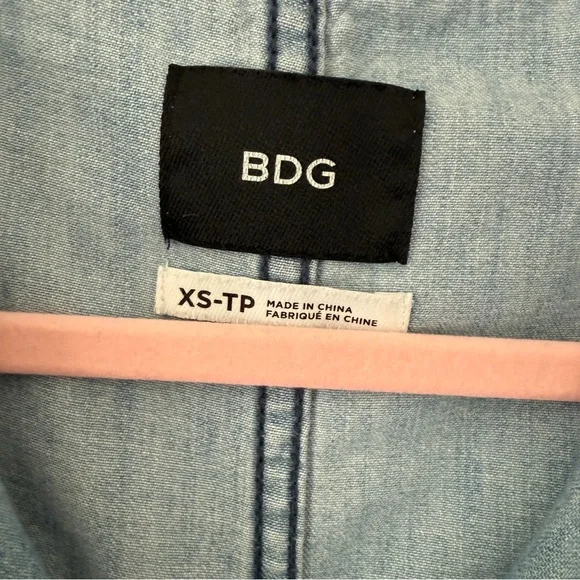 BDG
XS-TP
MADE IN CHINA
FABRIQUÉ EN CHINE